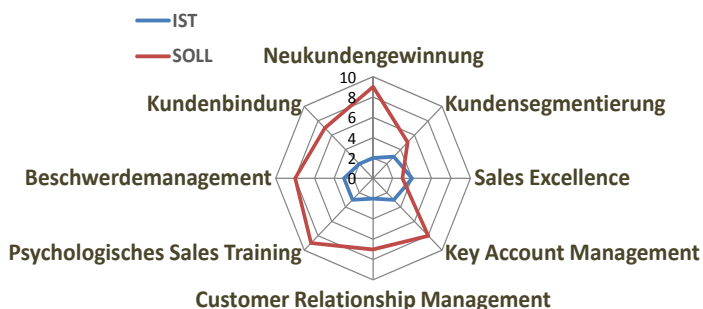 IST
SOLL
Neukundengewinnung
10
8
6
4
2
0
Kundenbindung
Kundensegmentierung
Beschwerdemanagement
Sales Excellence
Psychologisches Sales Training
Key Account Management
Customer Relationship Management